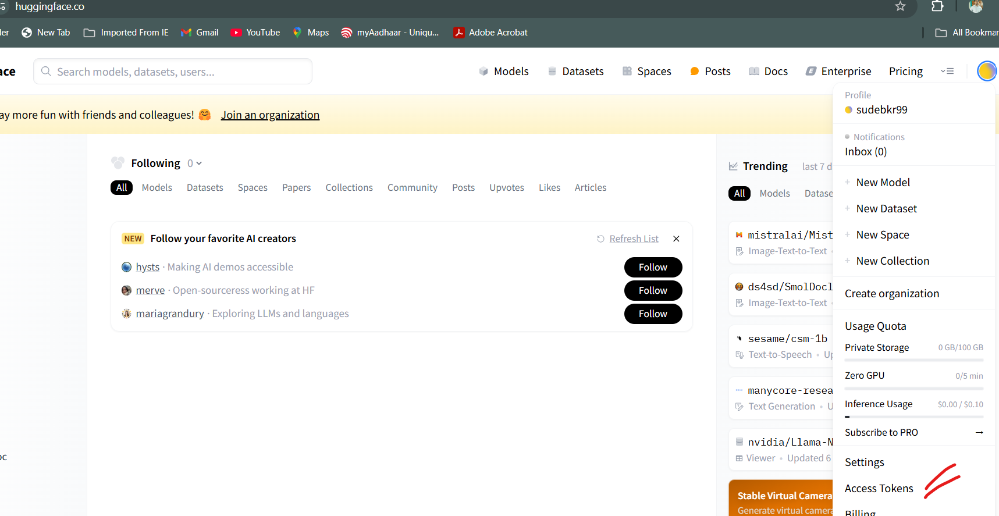 huggingface.co
New Tab Imported From IE Gmail YouTube Maps myAadhaar - Uniqu... Adobe Acrobat All Bookmar
ace Search models, datasets, users... Models Datasets Spaces Posts Docs Enterprise Pricing
ay more fun with friends and colleagues! 🤗 Join an organization
Following 0
All Models Datasets Spaces Papers Collections Community Posts Upvotes Likes Articles
NEW Follow your favorite AI creators Refresh List
hysts · Making AI demos accessible Follow
merve · Open-sourceress working at HF Follow
mariagrandury · Exploring LLMs and languages Follow
Trending last 7 d
All Models Datase
mistralai/Mist
Image-Text-to-Text
ds4sd/SmolDocl
Image-Text-to-Text
sesame/csm-1b
Text-to-Speech • Up
manycore-resea
Text Generation • U
nvidia/Llama-N
Viewer • Updated 6
Stable Virtual Camera
Generate virtual camera
Profile
sudebkr99
Notifications
Inbox (0)
+ New Model
+ New Dataset
+ New Space
+ New Collection
Create organization
Usage Quota
Private Storage 0 GB/100 GB
Zero GPU 0/5 min
Inference Usage $0.00 / $0.10
Subscribe to PRO →
Settings
Access Tokens
Billing